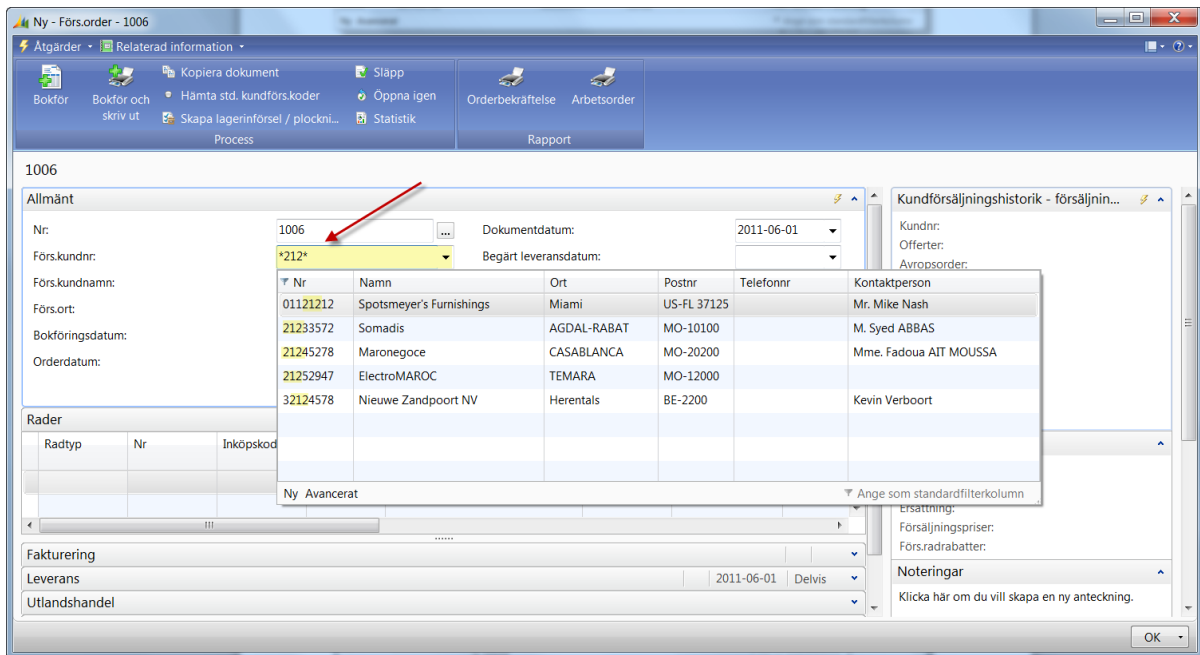 Ny - Förs.order - 1006
Åtgärder Relaterad information
Bokför
Bokför och skriv ut
Kopiera dokument
Hämta std. kundförs.koder
Skapa lagerinförsel / plockni...
Släpp
Öppna igen
Statistik
Process
Orderbekräftelse
Arbetsorder
Rapport
1006
Allmänt
Nr: 1006 ... Dokumentdatum: 2011-06-01
Förs.kundnr: *212* Begärt leveransdatum:
Förs.kundnamn:
Förs.ort:
Bokföringsdatum:
Orderdatum:
Nr Namn Ort Postnr Telefonnr Kontaktperson
01121212 Spotsmeyer's Furnishings Miami US-FL 37125 Mr. Mike Nash
21233572 Somadis AGDAL-RABAT MO-10100 M. Syed ABBAS
21245278 Maronegoce CASABLANCA MO-20200 Mme. Fadoua AIT MOUSSA
21252947 ElectroMAROC TEMARA MO-12000
32124578 Nieuwe Zandpoort NV Herentals BE-2200 Kevin Verboort
Ny Avancerat Ange som standardfilterkolumn
Rader
Radtyp Nr Inköpskod
Fakturering
Leverans 2011-06-01 Delvis
Utlandshandel
Kundförsäljningshistorik - försäljnin...
Kundnr:
Offerter:
Avropsorder:
Ersättning:
Försäljningspriser:
Förs.radrabatter:
Noteringar
Klicka här om du vill skapa en ny anteckning.
OK